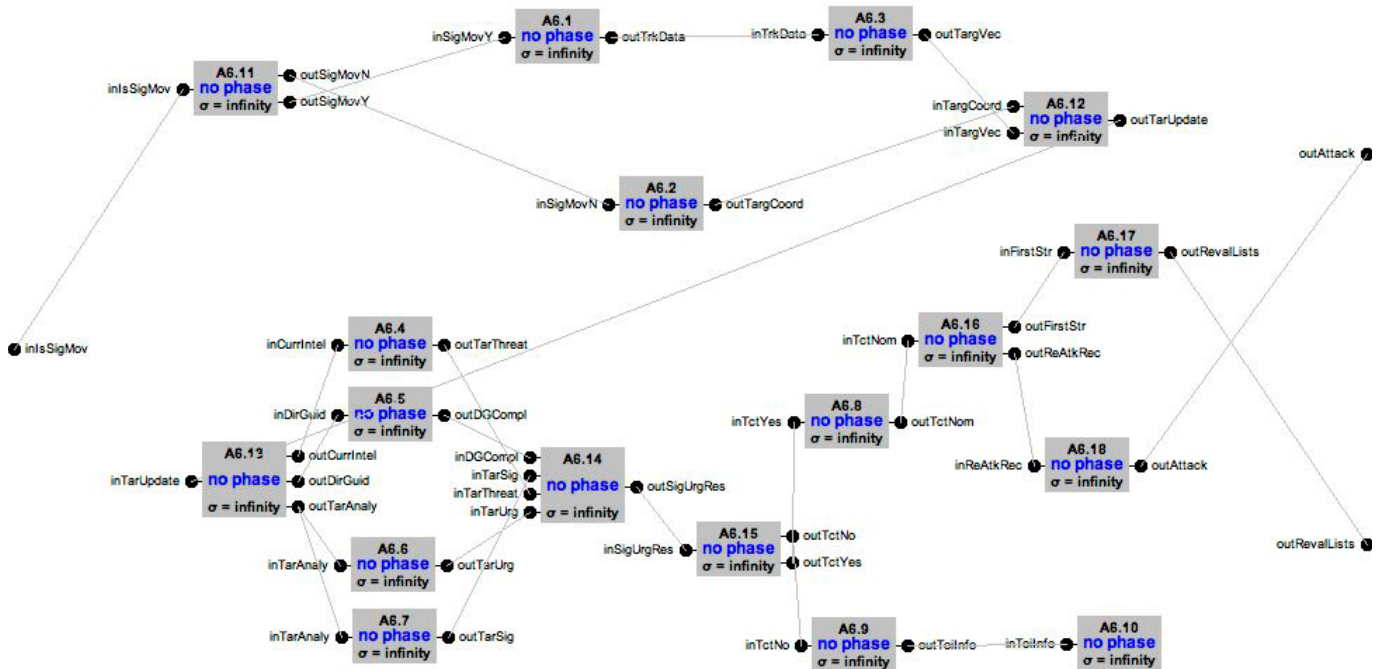 A6.1
inSigMovY no phase outTrkData
σ = infinity
A6.3
inTrkData no phase outTargVec
σ = infinity
A6.11
inIsSigMov no phase outSigMovN
outSigMovY
σ = infinity
A6.12
inTargCoord no phase outTarUpdate
inTargVec
σ = infinity
outAttack
A6.2
inSigMovN no phase outTargCoord
σ = infinity
A6.17
inFirstStr no phase outRevalLists
σ = infinity
inIsSigMov
A6.4
inCurrIntel no phase outTarThreat
σ = infinity
A6.16
inTctNom no phase outFirstStr
outReAtkRec
σ = infinity
A6.5
inDirGuid no phase outDGCompl
σ = infinity
A6.8
inTctYes no phase outTctNom
σ = infinity
A6.13
inTarUpdate no phase outCurrIntel
outDirGuid
outTarAnaly
σ = infinity
A6.14
inDGCompl
inTarSig no phase outSigUrgRes
inTarThreat
inTarUrg
σ = infinity
A6.18
inReAtkRec no phase outAttack
σ = infinity
A6.15
inSigUrgRes no phase outTctNo
outTctYes
σ = infinity
outRevalLists
A6.6
inTarAnaly no phase outTarUrg
σ = infinity
A6.7
inTarAnaly no phase outTarSig
σ = infinity
A6.9
inTctNo no phase outTolInfo
σ = infinity
A6.10
inTolInfo no phase
σ = infinity